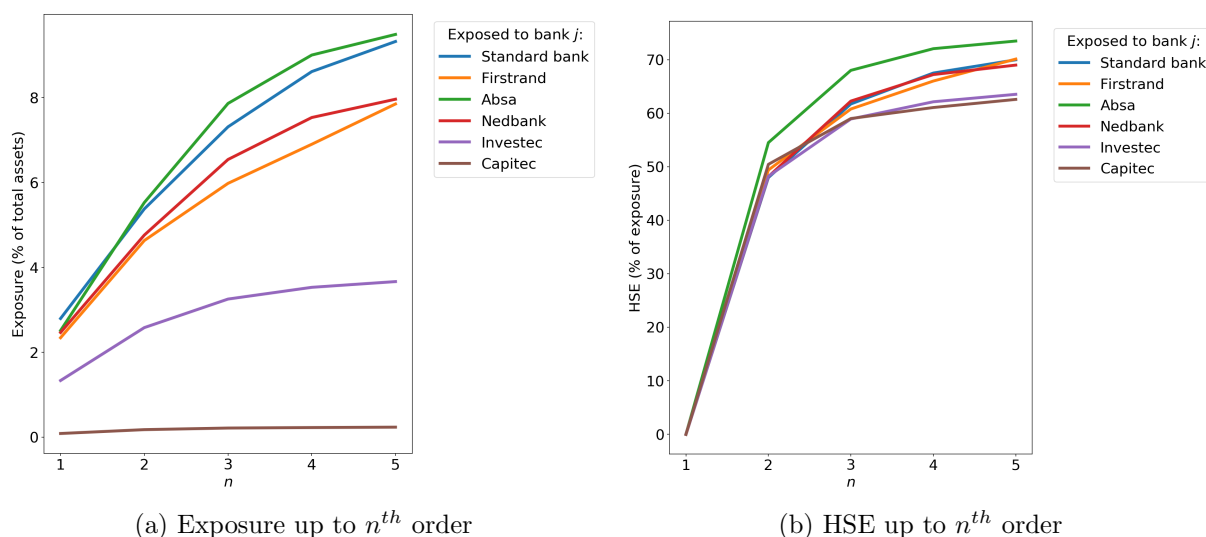 Exposure (% of total assets)
8
6
4
2
0
1 2 3 4 5
n
Exposed to bank j:
Standard bank
Firstrand
Absa
Nedbank
Investec
Capitec
(a) Exposure up to n^{th} order
HSE (% of exposure)
70
60
50
40
30
20
10
0
1 2 3 4 5
n
Exposed to bank j:
Standard bank
Firstrand
Absa
Nedbank
Investec
Capitec
(b) HSE up to n^{th} order